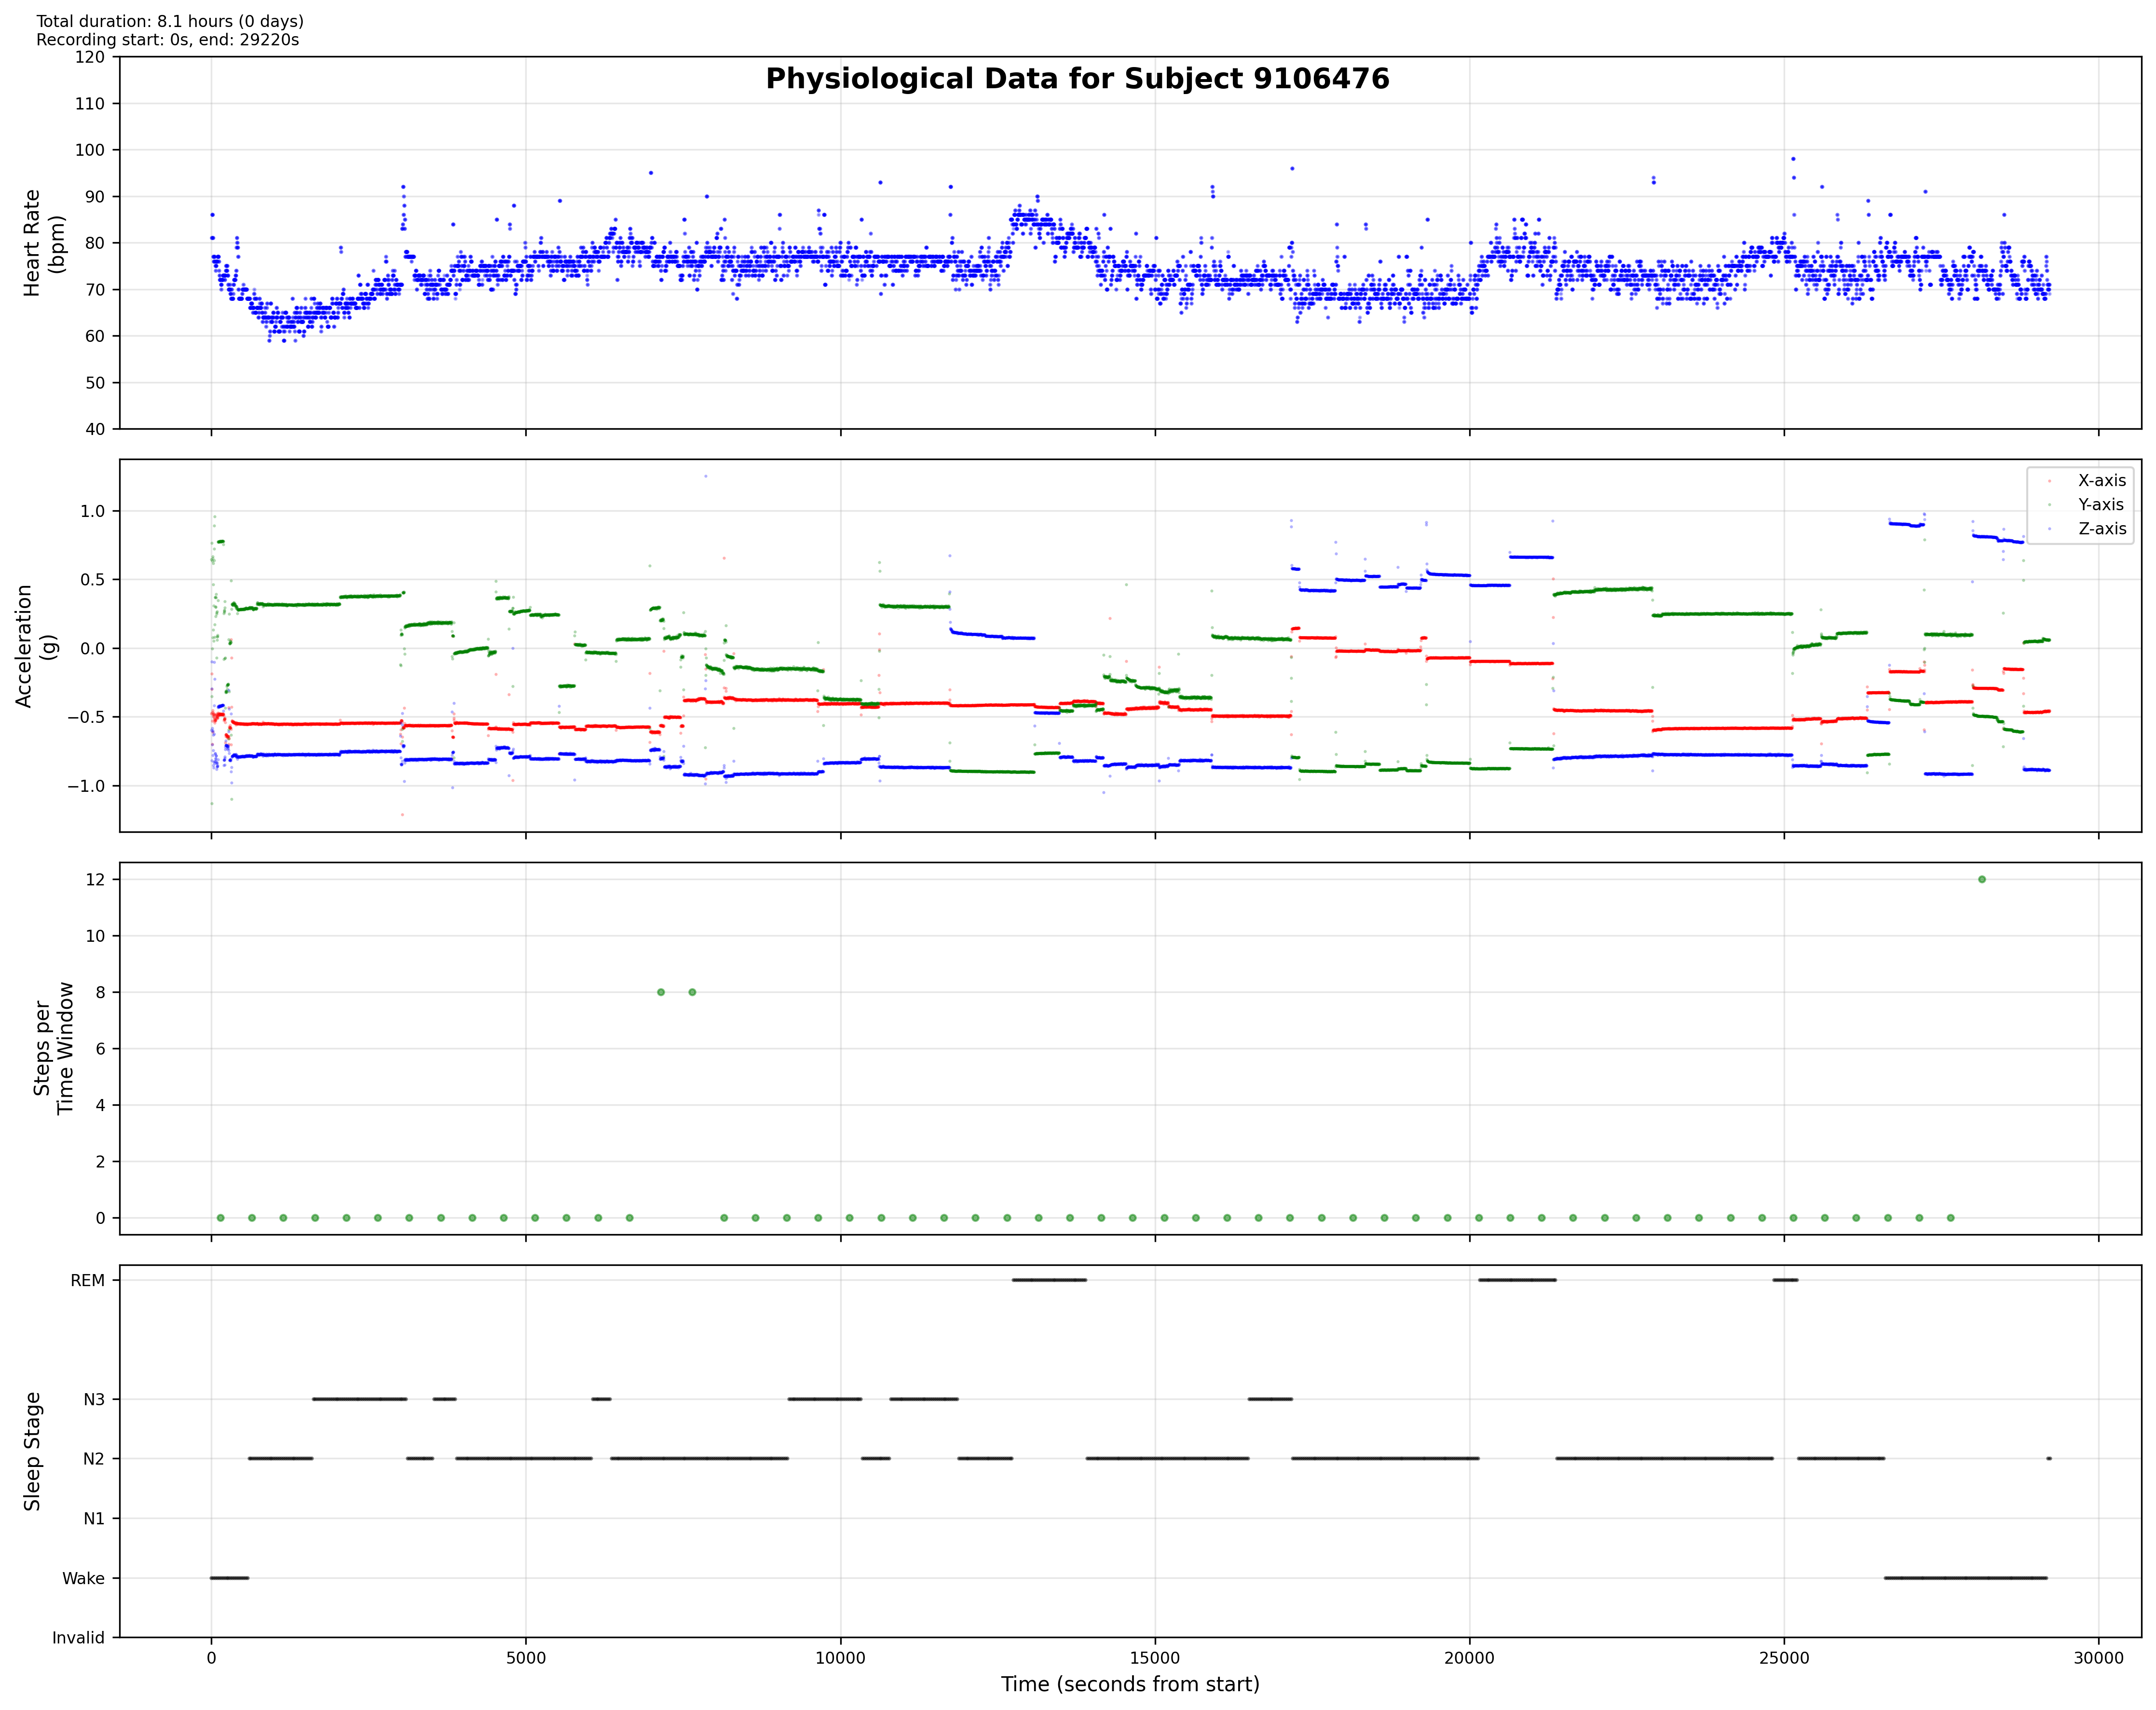 Total duration: 8.1 hours (0 days)
Recording start: 0s, end: 29220s
Physiological Data for Subject 9106476
120
110
100
90
80
70
60
50
40
Heart Rate
(bpm)
1.0
0.5
0.0
−0.5
−1.0
Acceleration
(g)
X-axis
Y-axis
Z-axis
12
10
8
6
4
2
0
Steps per
Time Window
REM
N3
N2
N1
Wake
Invalid
Sleep Stage
0
5000
10000
15000
20000
25000
30000
Time (seconds from start)